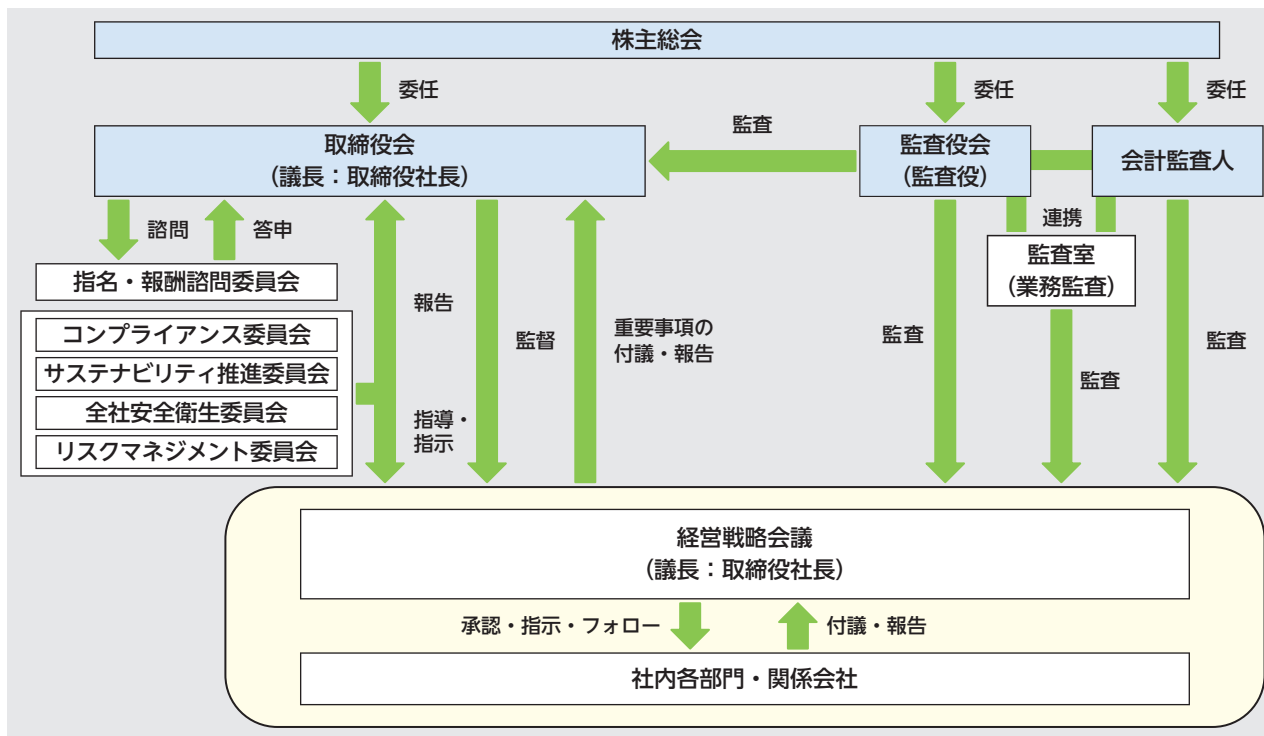 株主総会
委任
委任
委任
取締役会
(議長：取締役社長)
監査
監査役会
(監査役)
会計監査人
諮問
答申
連携
指名・報酬諮問委員会
監査室
(業務監査)
コンプライアンス委員会
サステナビリティ推進委員会
全社安全衛生委員会
リスクマネジメント委員会
報告
指導・
指示
監督
重要事項の
付議・報告
監査
監査
監査
経営戦略会議
(議長：取締役社長)
承認・指示・フォロー
付議・報告
社内各部門・関係会社